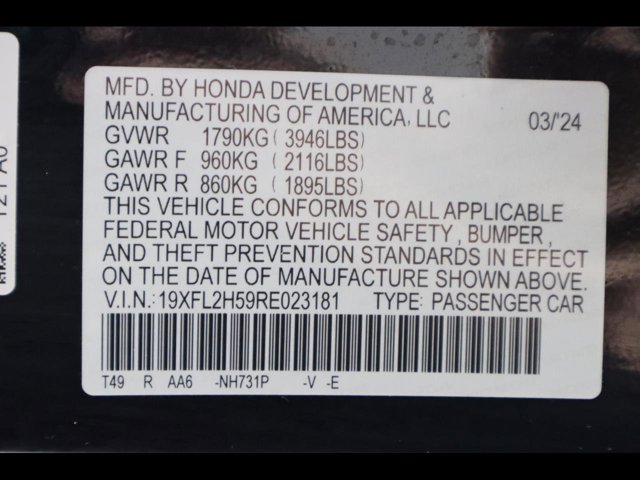 MFD. BY HONDA DEVELOPMENT &
MANUFACTURING OF AMERICA, LLC 03/24
GVWR 1790KG ( 3946LBS)
GAWR F 960KG ( 2116LBS)
GAWR R 860KG ( 1895LBS)
THIS VEHICLE CONFORMS TO ALL APPLICABLE
FEDERAL MOTOR VEHICLE SAFETY , BUMPER,
AND THEFT PREVENTION STANDARDS IN EFFECT
ON THE DATE OF MANUFACTURE SHOWN ABOVE.
V.I.N.: 19XFL2H59RE023181 TYPE: PASSENGER CAR
T49 R AA6 -NH731P -V -E